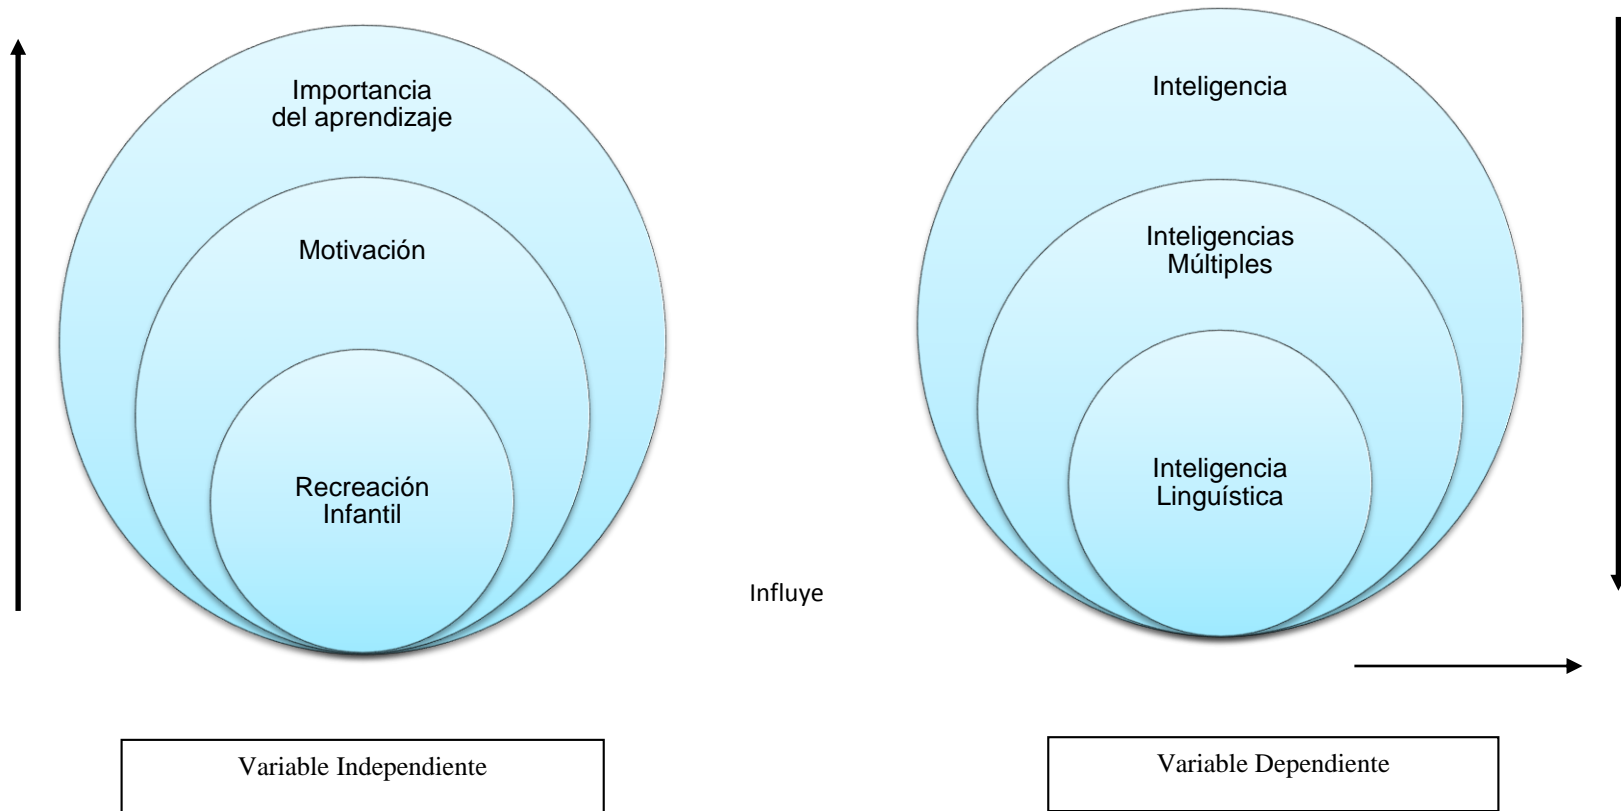 Importancia
del aprendizaje
Motivación
Recreación
Infantil
Influye
Inteligencia
Inteligencias
Múltiples
Inteligencia
Linguística
Variable Independiente
Variable Dependiente